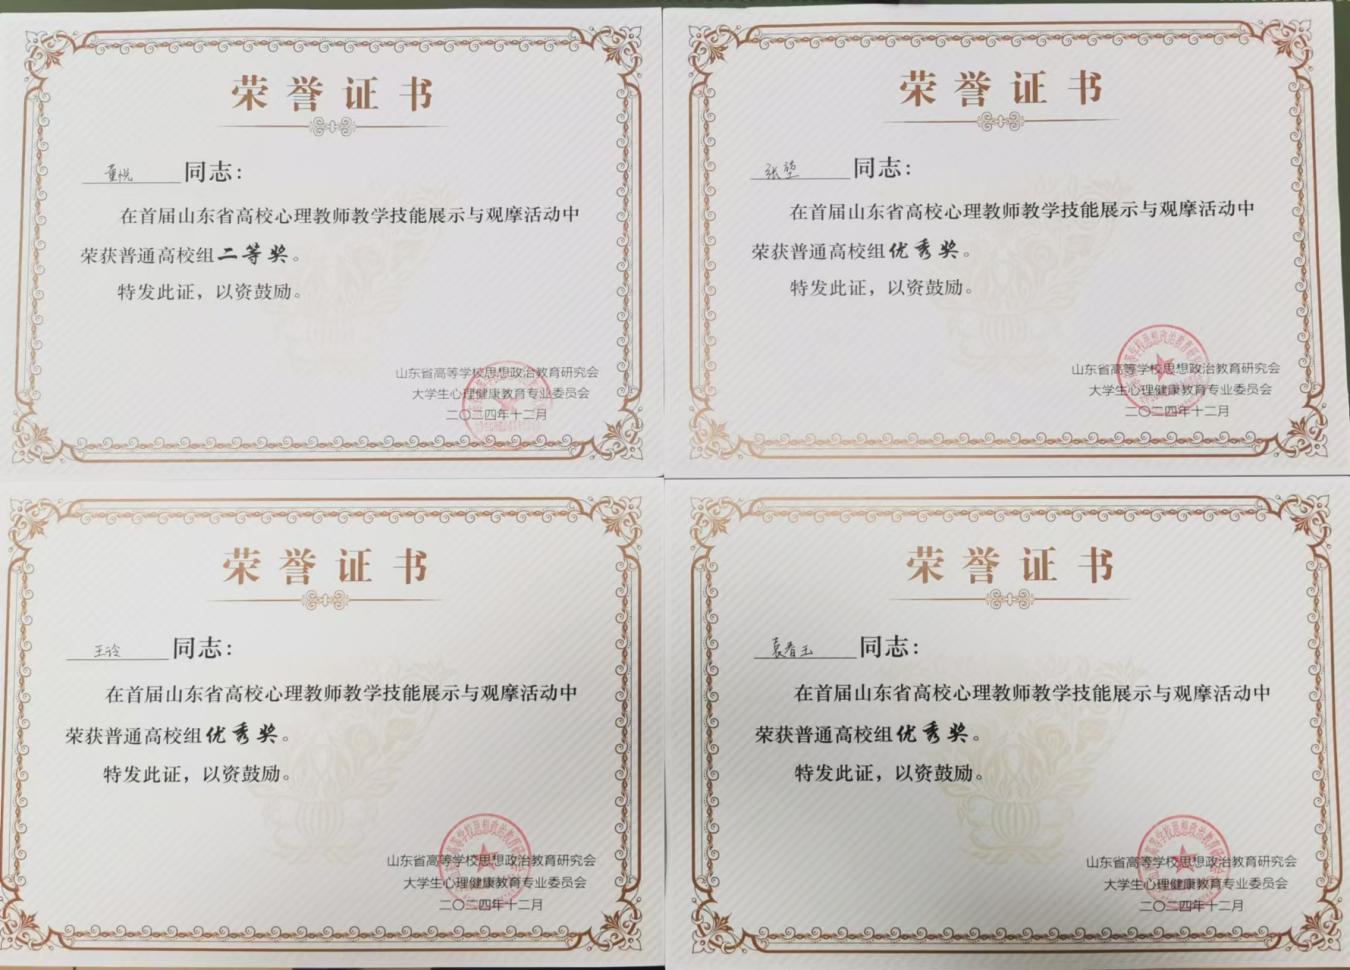 荣誉证书
董悦 同志：
在首届山东省高校心理教师教学技能展示与观摩活动中
荣获普通高校组二等奖。
特发此证，以资鼓励。
山东省高等学校思想政治教育研究会
大学生心理健康教育专业委员会
二〇二四年十二月
荣誉证书
张 同志：
在首届山东省高校心理教师教学技能展示与观摩活动中
荣获普通高校组优秀奖。
特发此证，以资鼓励。
山东省高等学校思想政治教育研究会
大学生心理健康教育专业委员会
二〇二四年十二月
荣誉证书
王 同志：
在首届山东省高校心理教师教学技能展示与观摩活动中
荣获普通高校组优秀奖。
特发此证，以资鼓励。
山东省高等学校思想政治教育研究会
大学生心理健康教育专业委员会
二〇二四年十二月
荣誉证书
袁春玉 同志：
在首届山东省高校心理教师教学技能展示与观摩活动中
荣获普通高校组优秀奖。
特发此证，以资鼓励。
山东省高等学校思想政治教育研究会
大学生心理健康教育专业委员会
二〇二四年十二月